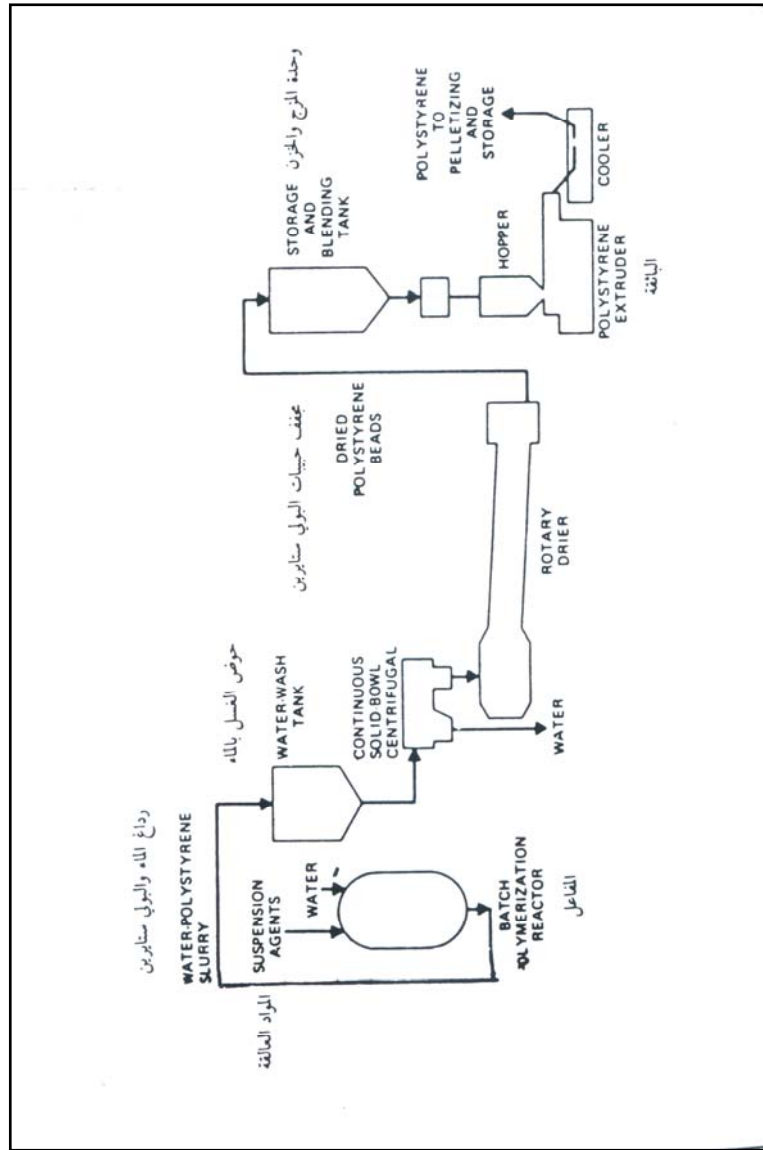 رداغ الماء والبولي ستايرين
WATER-POLYSTYRENE
SLURRY
المواد العالقة
SUSPENSION
AGENTS
WATER
BATCH
POLYMERIZATION
REACTOR
المفاعل
حوض الغسل بالماء
WATER-WASH
TANK
CONTINUOUS
SOLID-BOWL
CENTRIFUGAL
WATER
مجفف حبيبات البولي ستايرين
DRIED
POLYSTYRENE
BEADS
ROTARY
DRIER
وحدة المزج والخزن
STORAGE
AND
BLENDING
TANK
HOPPER
POLYSTYRENE
EXTRUDER
الباثقة
POLYSTYRENE
TO
PELLETIZING
AND
STORAGE
COOLER